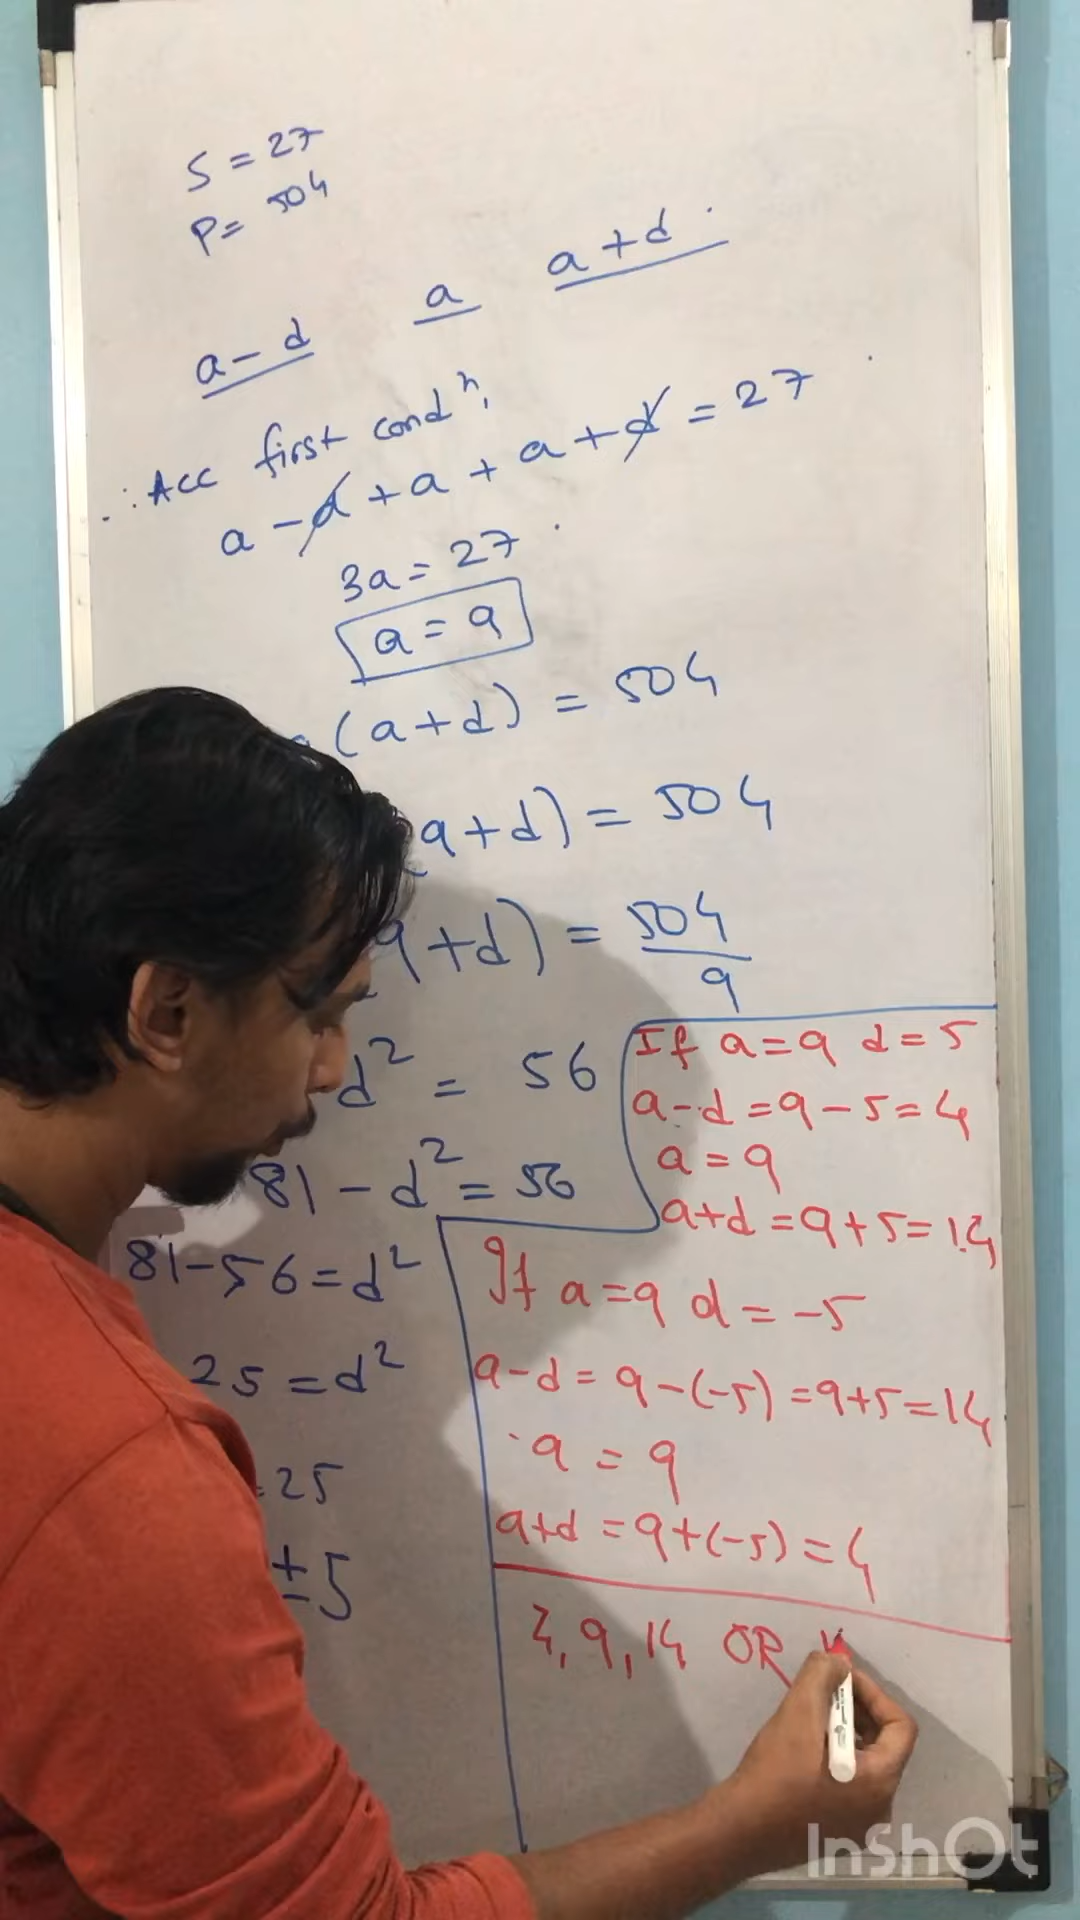 S = 27
P = 504
a - d a a + d
∴ Acc first condⁿ,
a - d + a + a + d = 27
3a = 27
a = 9
(a + d) = 504
9 + d) = 504
9 + d) = 504/9
d² = 56
81 - d² = 56
81 - 56 = d²
25 = d²
= 25
± 5
If a = 9 d = 5
a - d = 9 - 5 = 4
a = 9
a + d = 9 + 5 = 14
If a = 9 d = -5
a - d = 9 - (-5) = 9 + 5 = 14
a = 9
a + d = 9 + (-5) = 4
4, 9, 14 OR
InShOt